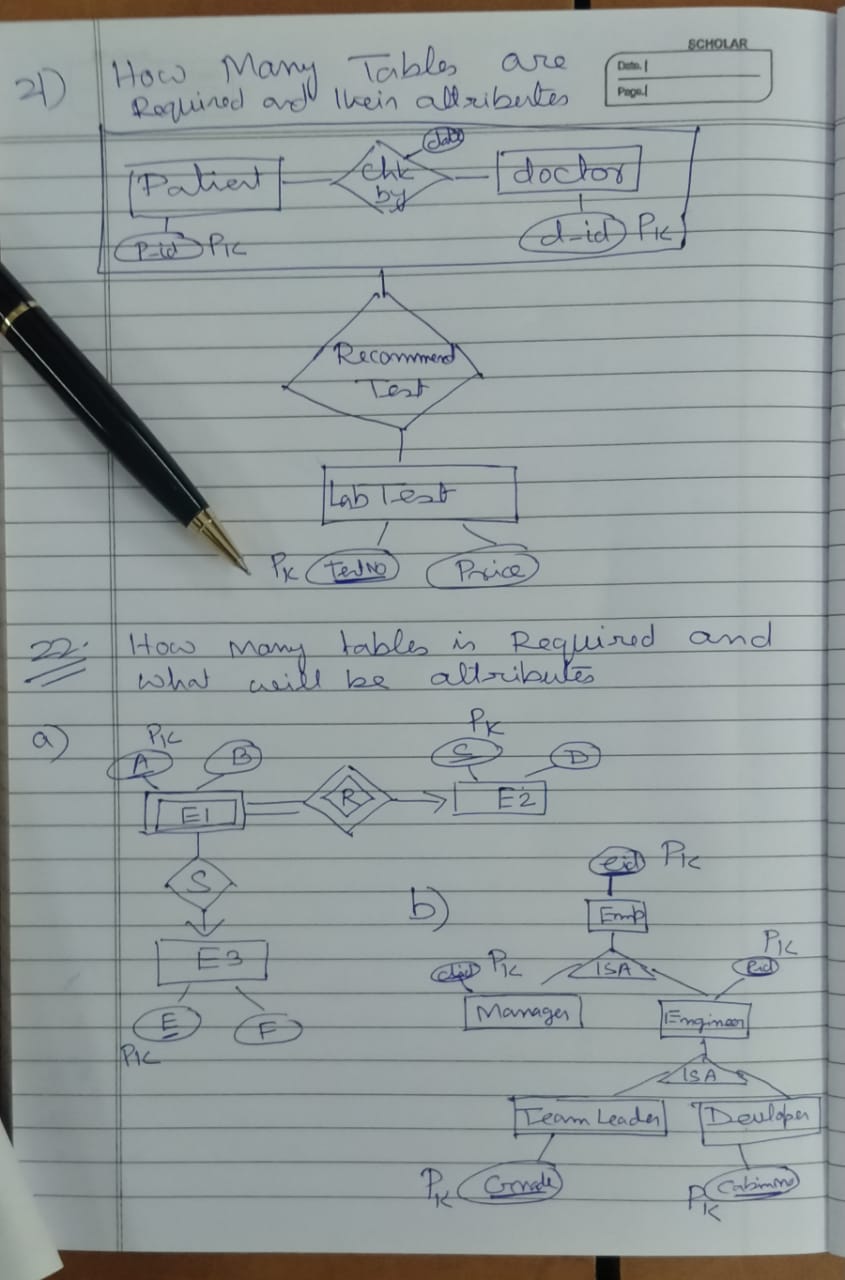 SCHOLAR
Date.
Page.
21) How Many Tables are
Required and their attributes
date
Patient chk by doctor
P-id PK d-id PK
Recommend
Test
Lab Test
PK TestNo Price
22. How Many tables is Required and
what will be attributes
a) PK A B PK C D
E1 R E2
S
E3
E F
PK
b) eid PK
Emp
ISA
PK PK
Manager eid Engineer
ISA
Team Leader Devloper
PK Grade PK Cabinno